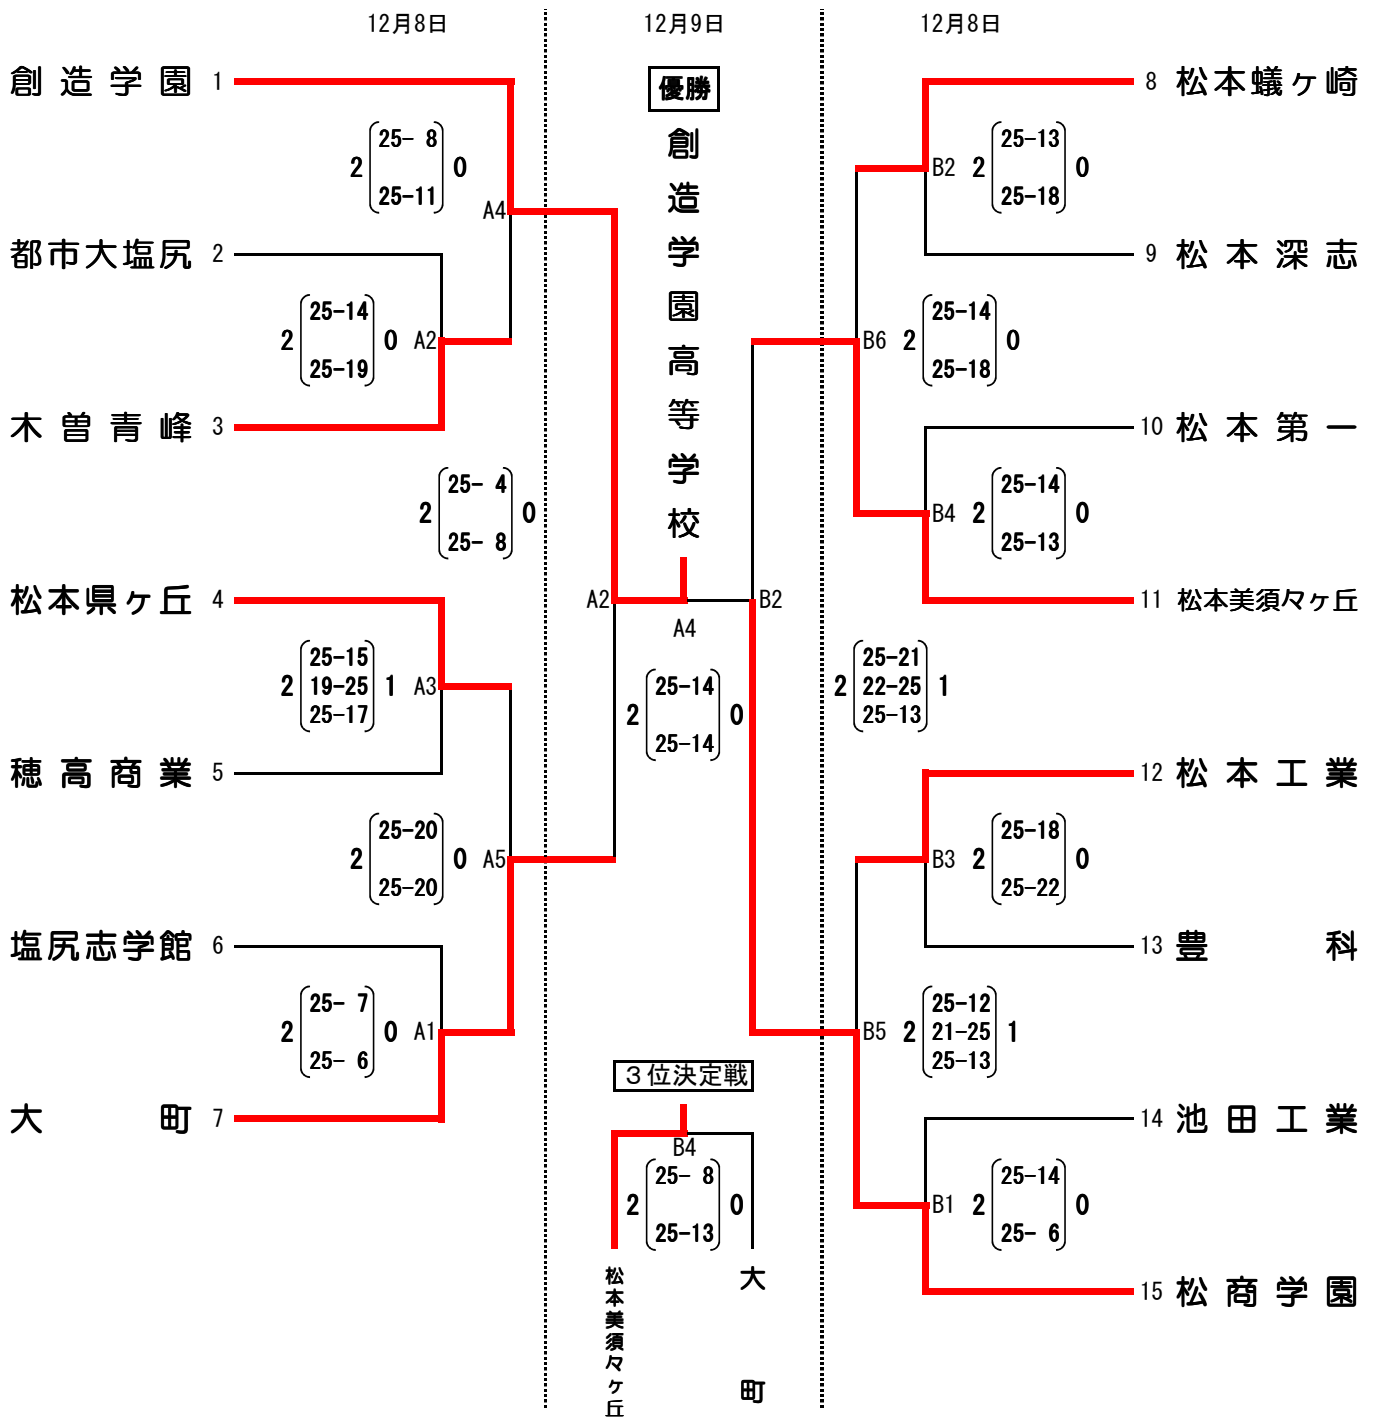 12月8日
12月9日
12月8日
優勝
創造学園高等学校
創造学園 1
2 25- 8 0
25-11
A4
都市大塩尻 2
25-14
2 0 A2
25-19
木曽青峰 3
25- 4
2 0
25- 8
松本県ヶ丘 4
25-15
2 19-25 1 A3
25-17
穂高商業 5
25-20
2 0 A5
25-20
塩尻志学館 6
25- 7
2 0 A1
25- 6
大町 7
A2
A4
B2
25-14
2 0
25-14
3位決定戦
B4
25- 8
2 0
25-13
松本美須々ヶ丘
大町
8 松本蟻ヶ崎
25-13
B2 2 0
25-18
9 松本深志
25-14
B6 2 0
25-18
10 松本第一
25-14
B4 2 0
25-13
11 松本美須々ヶ丘
25-21
2 22-25 1
25-13
12 松本工業
25-18
B3 2 0
25-22
13 豊科
25-12
B5 2 21-25 1
25-13
14 池田工業
25-14
B1 2 0
25- 6
15 松商学園